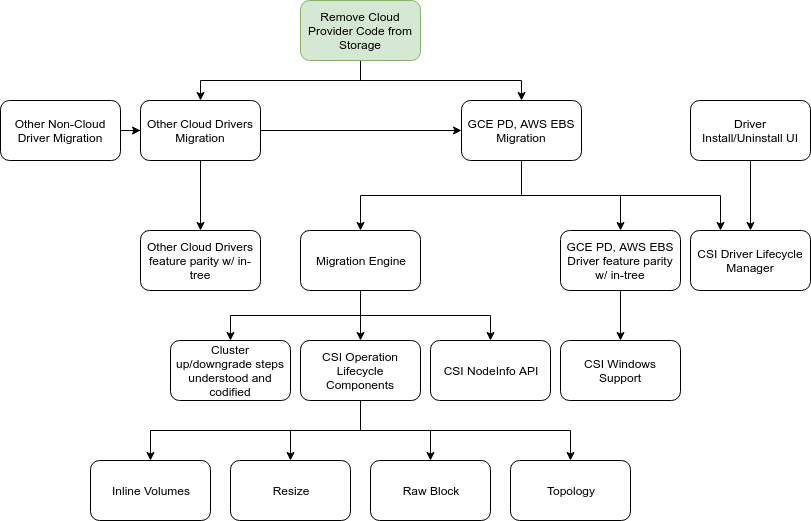 Remove Cloud
Provider Code from
Storage
Other Non-Cloud
Driver Migration
Other Cloud Drivers
Migration
GCE PD, AWS EBS
Migration
Driver
Install/Uninstall UI
Other Cloud Drivers
feature parity w/ in-
tree
Migration Engine
GCE PD, AWS EBS
Driver feature parity
w/ in-tree
CSI Driver Lifecycle
Manager
Cluster
up/downgrade steps
understood and
codified
CSI Operation
Lifecycle
Components
CSI NodeInfo API
CSI Windows
Support
Inline Volumes
Resize
Raw Block
Topology